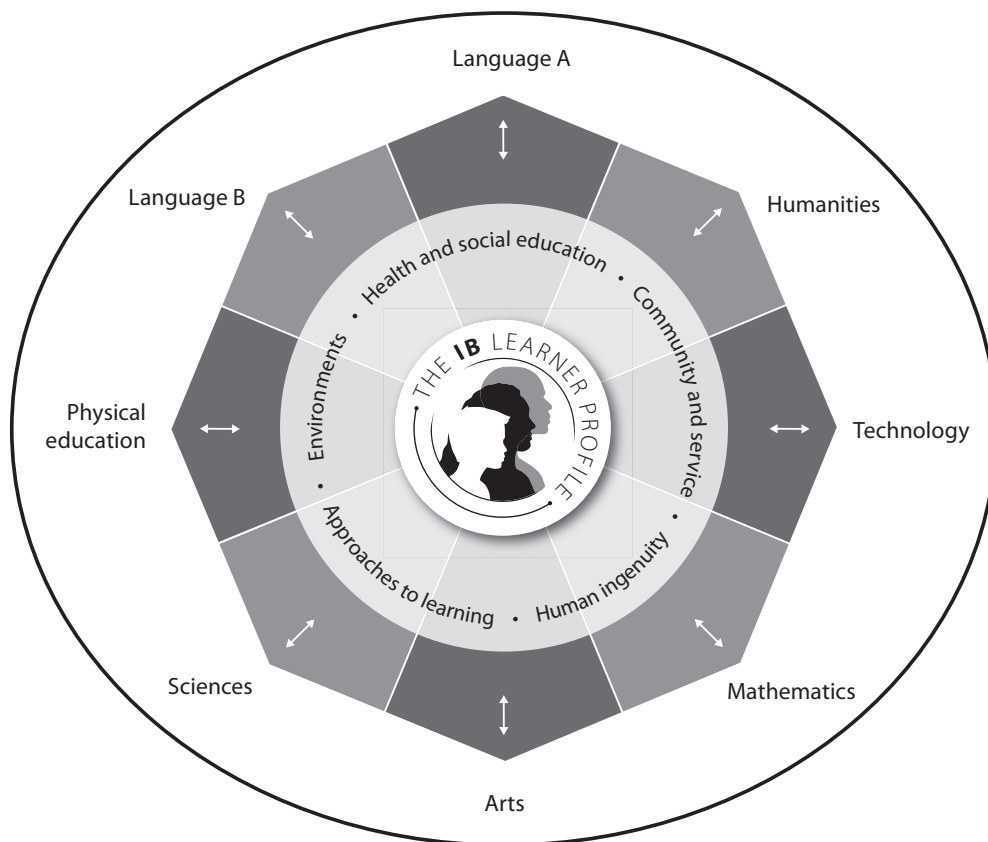 Language A
Language B
Humanities
Physical
education
Technology
Sciences
Mathematics
Arts
Health and social education
•
Community and service
•
Human ingenuity
•
Approaches to learning
•
Environments
•
THE IB LEARNER PROFILE